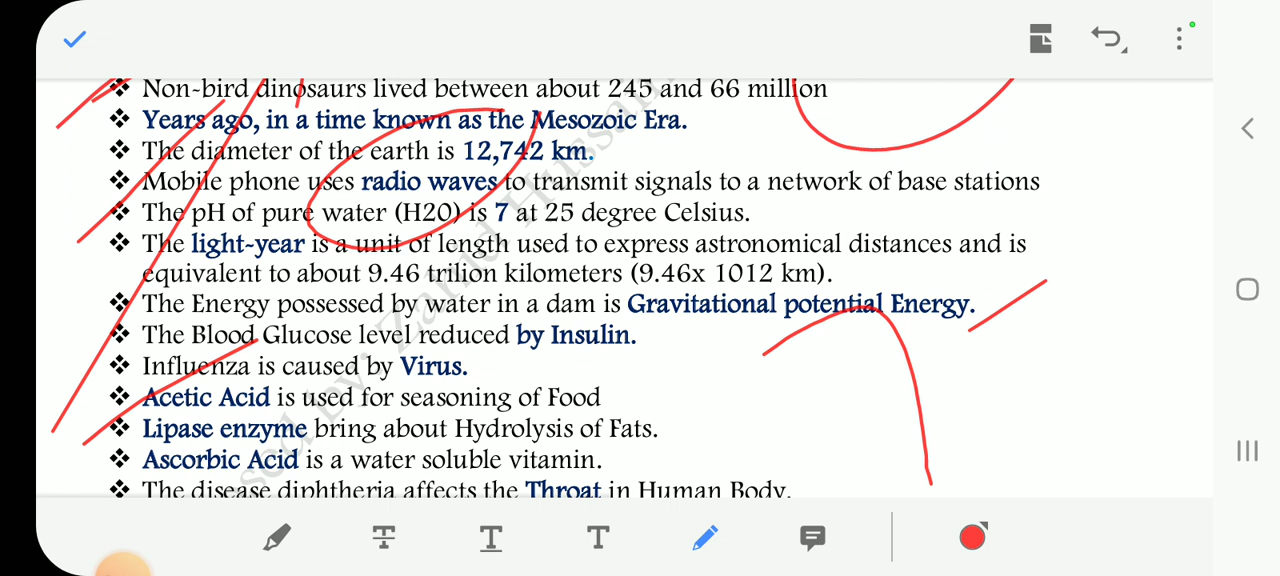 ❖ Non-bird dinosaurs lived between about 245 and 66 million
❖ Years ago, in a time known as the Mesozoic Era.
❖ The diameter of the earth is 12,742 km.
❖ Mobile phone uses radio waves to transmit signals to a network of base stations
❖ The pH of pure water (H20) is 7 at 25 degree Celsius.
❖ The light-year is a unit of length used to express astronomical distances and is
equivalent to about 9.46 trilion kilometers (9.46x 1012 km).
❖ The Energy possessed by water in a dam is Gravitational potential Energy.
❖ The Blood Glucose level reduced by Insulin.
❖ Influenza is caused by Virus.
❖ Acetic Acid is used for seasoning of Food
❖ Lipase enzyme bring about Hydrolysis of Fats.
❖ Ascorbic Acid is a water soluble vitamin.
❖ The disease diphtheria affects the Throat in Human Body.